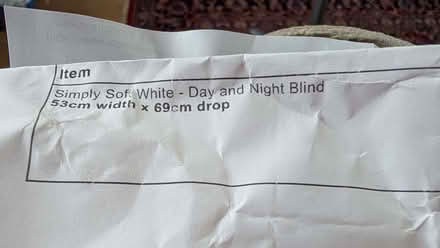 Item
Simply Soft White - Day and Night Blind
53cm width x 69cm drop